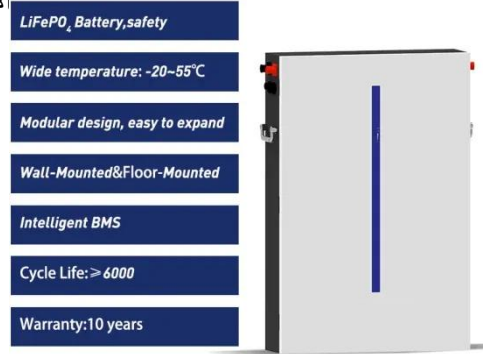 LiFePO₄ Battery,safety
Wide temperature: -20~55℃
Modular design, easy to expand
Wall-Mounted&Floor-Mounted
Intelligent BMS
Cycle Life:≥6000
Warranty:10 years